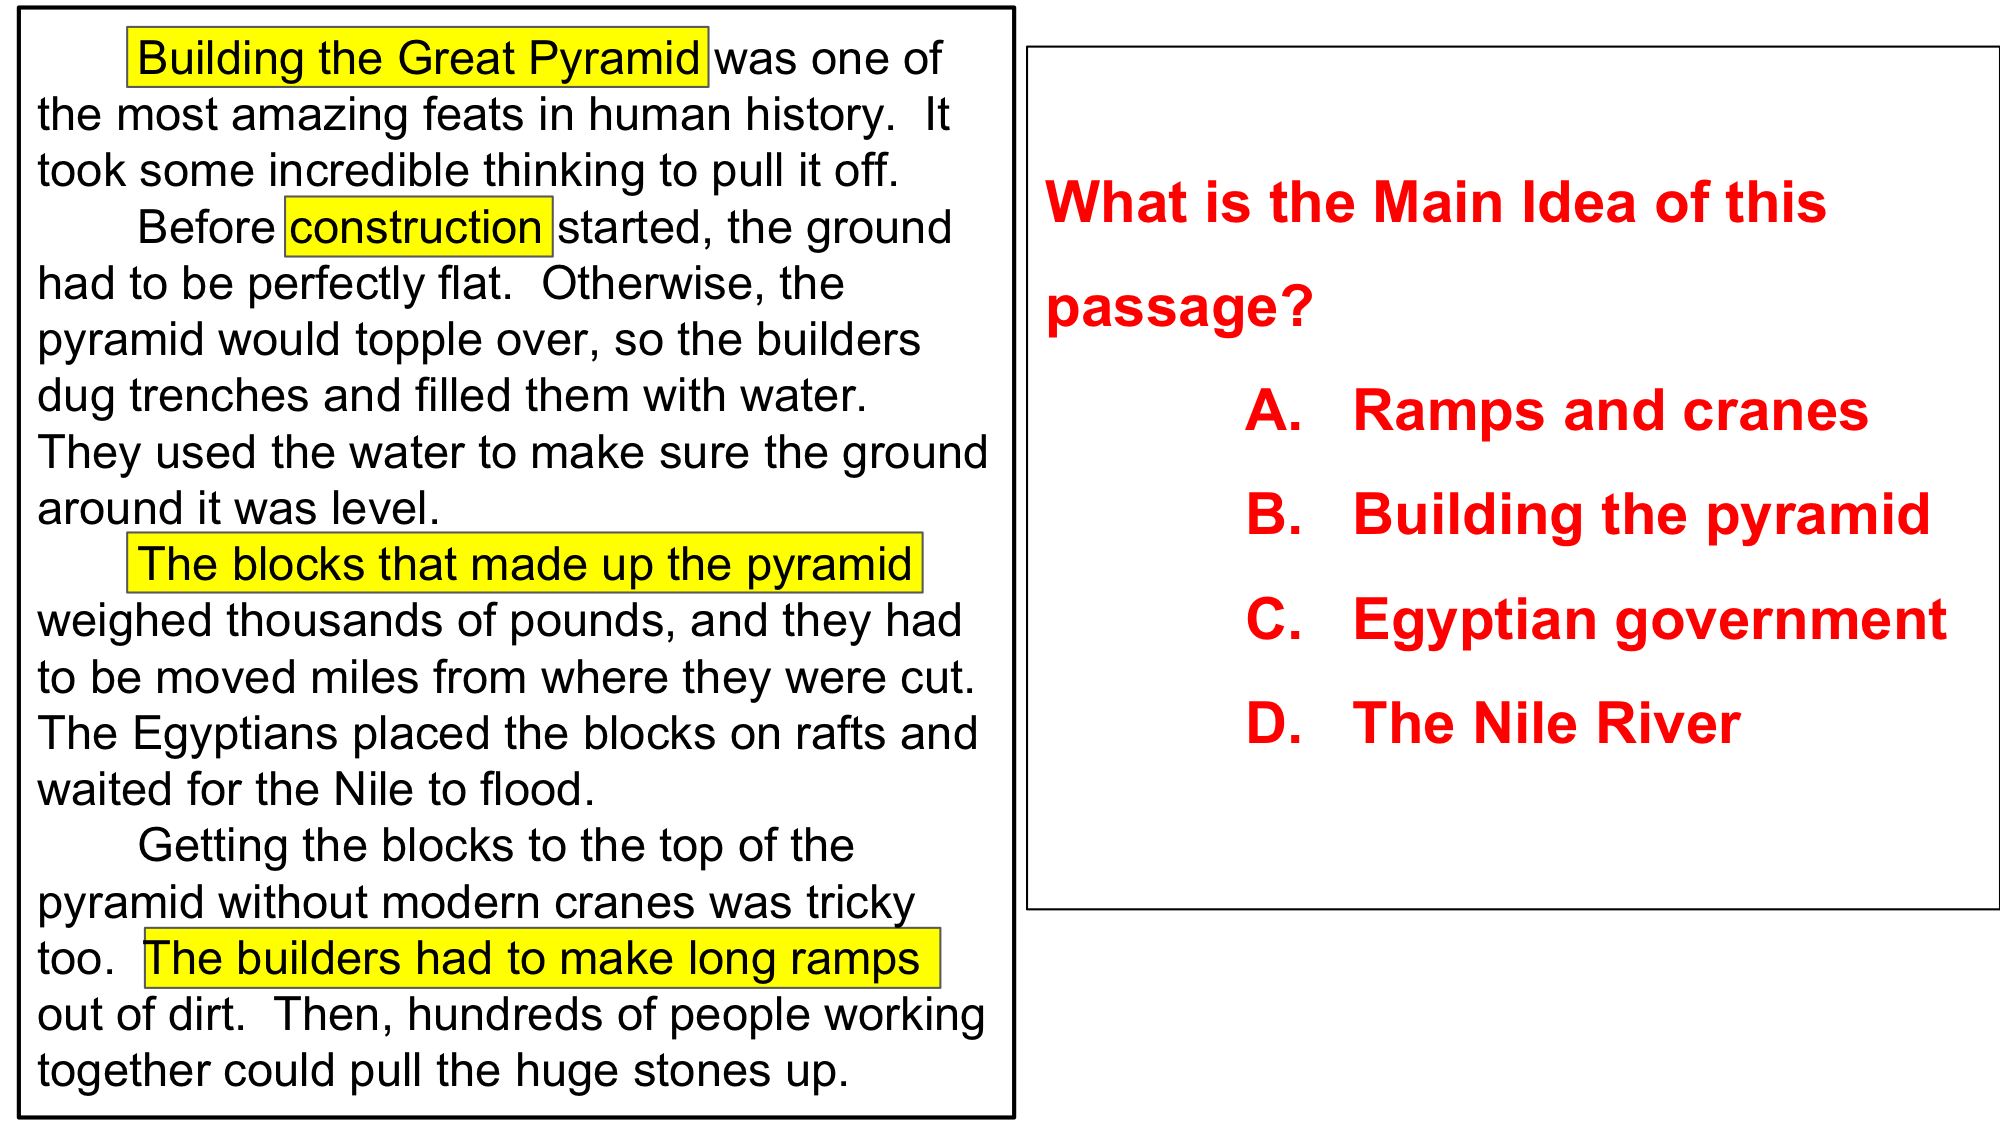 Building the Great Pyramid was one of
the most amazing feats in human history.  It
took some incredible thinking to pull it off.
Before construction started, the ground
had to be perfectly flat.  Otherwise, the
pyramid would topple over, so the builders
dug trenches and filled them with water.
They used the water to make sure the ground
around it was level.
The blocks that made up the pyramid
weighed thousands of pounds, and they had
to be moved miles from where they were cut.
The Egyptians placed the blocks on rafts and
waited for the Nile to flood.
Getting the blocks to the top of the
pyramid without modern cranes was tricky
too.  The builders had to make long ramps
out of dirt.  Then, hundreds of people working
together could pull the huge stones up.
What is the Main Idea of this
passage?
A. Ramps and cranes
B. Building the pyramid
C. Egyptian government
D. The Nile River